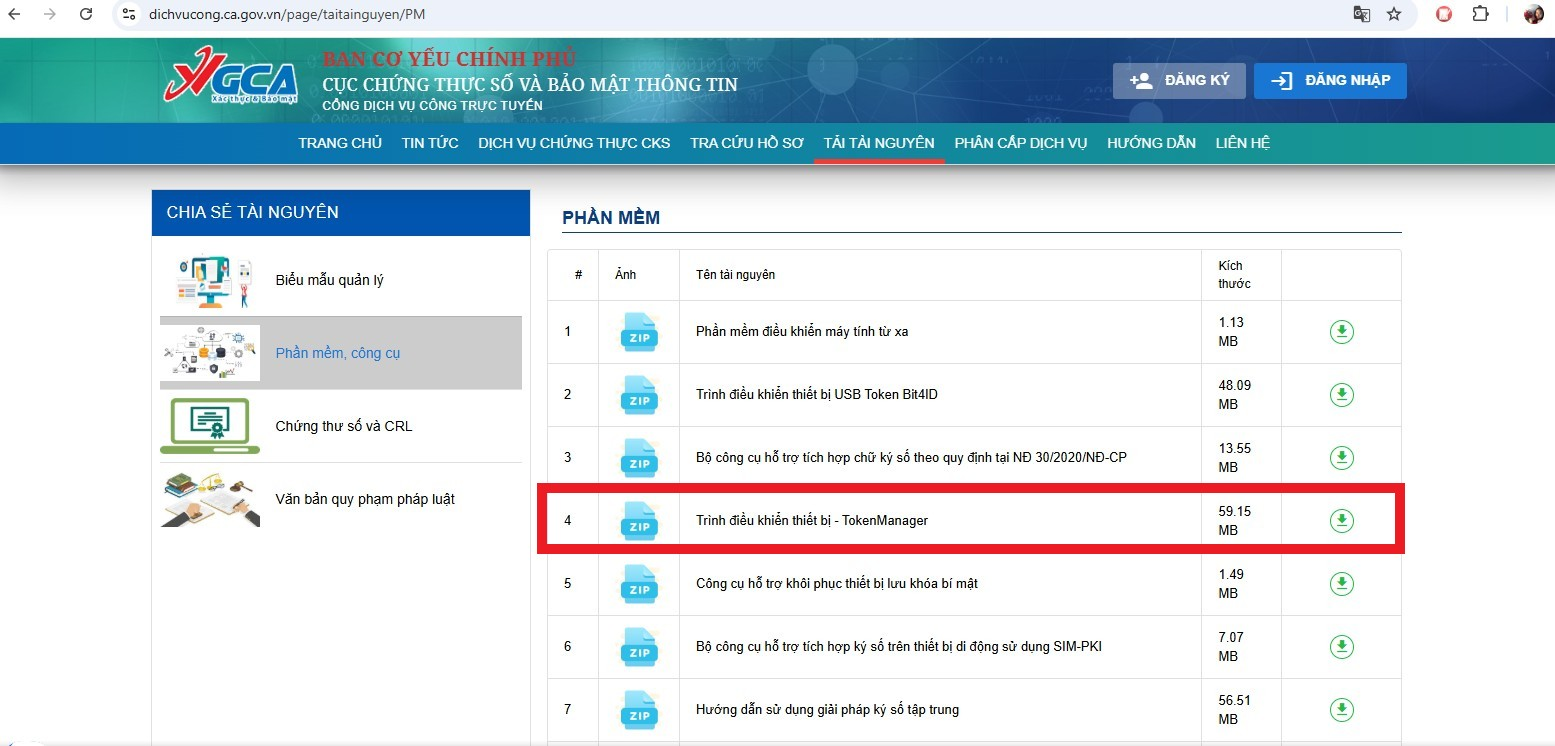 dichvucong.ca.gov.vn/page/taitainguyen/PM
BAN CƠ YẾU CHÍNH PHỦ
CỤC CHỨNG THỰC SỐ VÀ BẢO MẬT THÔNG TIN
CỔNG DỊCH VỤ CÔNG TRỰC TUYẾN
GCA
Xác thực & Bảo mật
ĐĂNG KÝ
ĐĂNG NHẬP
TRANG CHỦ TIN TỨC DỊCH VỤ CHỨNG THỰC CKS TRA CỨU HỒ SƠ TẢI TÀI NGUYÊN PHÂN CẤP DỊCH VỤ HƯỚNG DẪN LIÊN HỆ
CHIA SẺ TÀI NGUYÊN
Biểu mẫu quản lý
Phần mềm, công cụ
Chứng thư số và CRL
Văn bản quy phạm pháp luật
PHẦN MỀM
# Ảnh Tên tài nguyên Kích thước
1 ZIP Phần mềm điều khiển máy tính từ xa 1.13 MB
2 ZIP Trình điều khiển thiết bị USB Token Bit4ID 48.09 MB
3 ZIP Bộ công cụ hỗ trợ tích hợp chữ ký số theo quy định tại NĐ 30/2020/NĐ-CP 13.55 MB
4 ZIP Trình điều khiển thiết bị - TokenManager 59.15 MB
5 ZIP Công cụ hỗ trợ khôi phục thiết bị lưu khóa bí mật 1.49 MB
6 ZIP Bộ công cụ hỗ trợ tích hợp ký số trên thiết bị di động sử dụng SIM-PKI 7.07 MB
7 ZIP Hướng dẫn sử dụng giải pháp ký số tập trung 56.51 MB